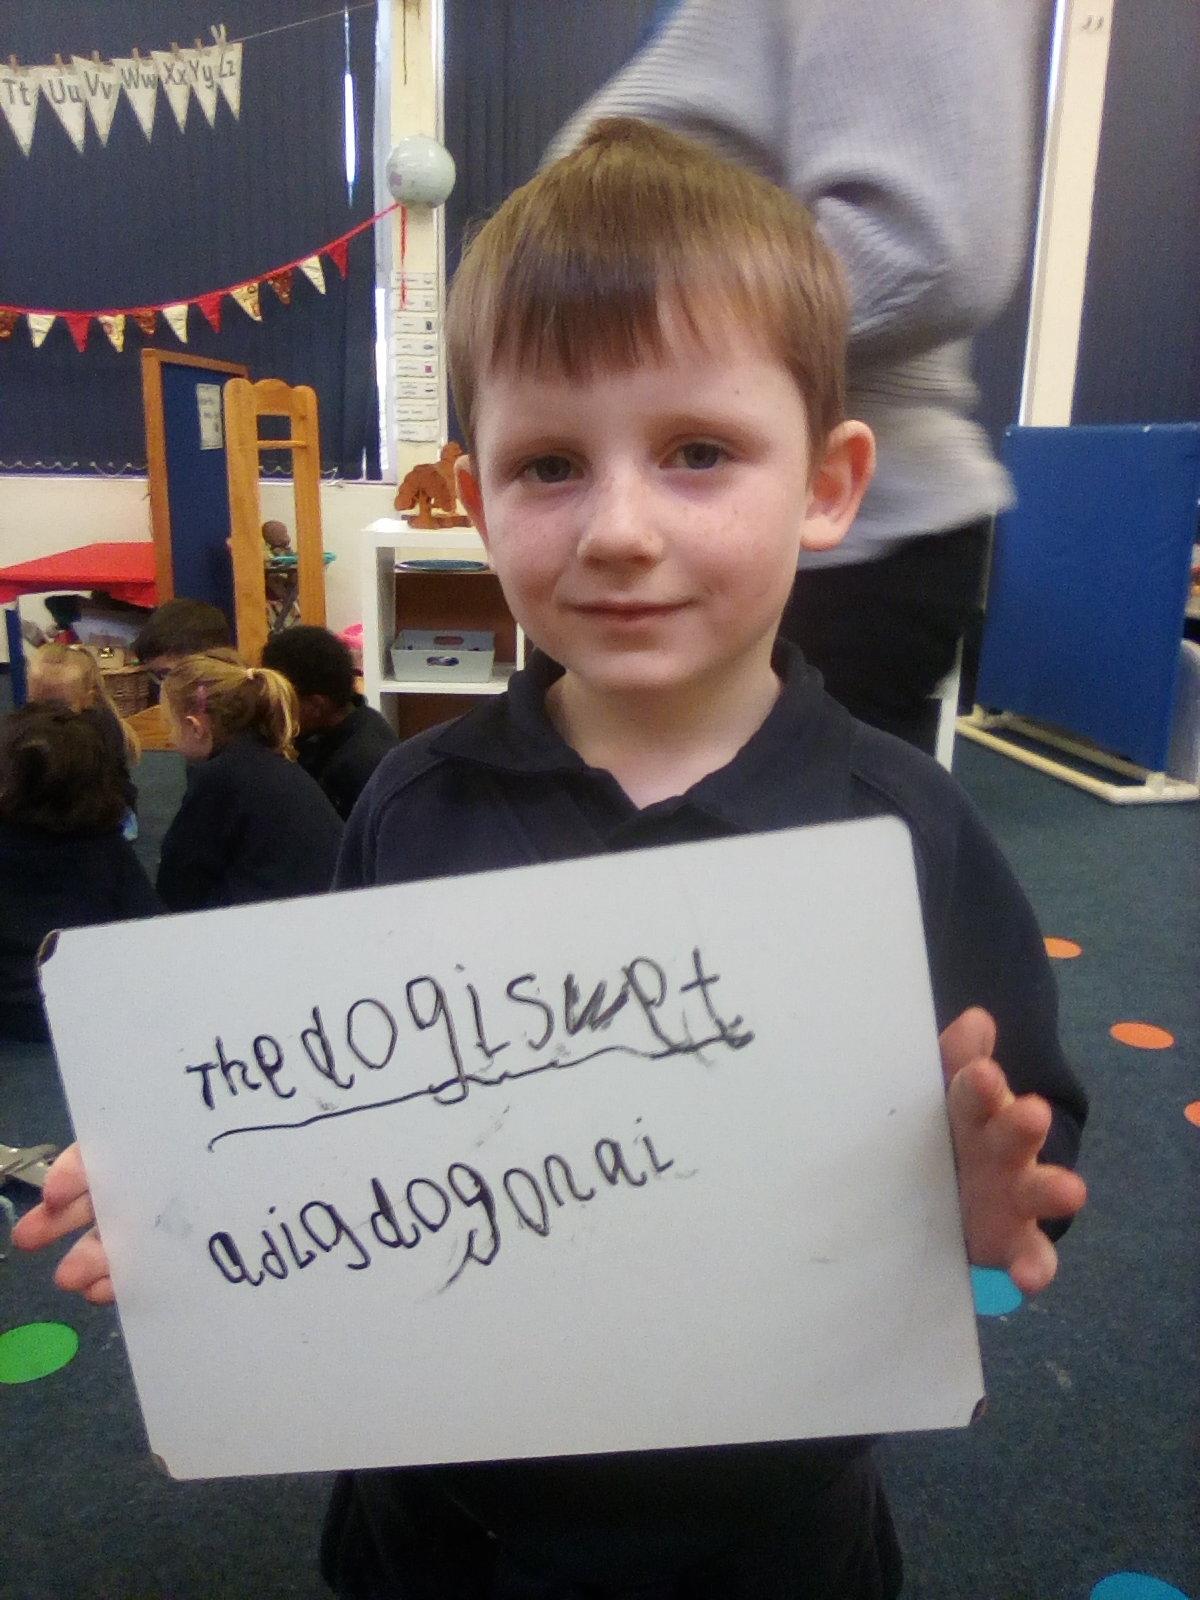 Tt Uu Vv Ww Xx Yy Zz
Thedogiswet
adigdogonai